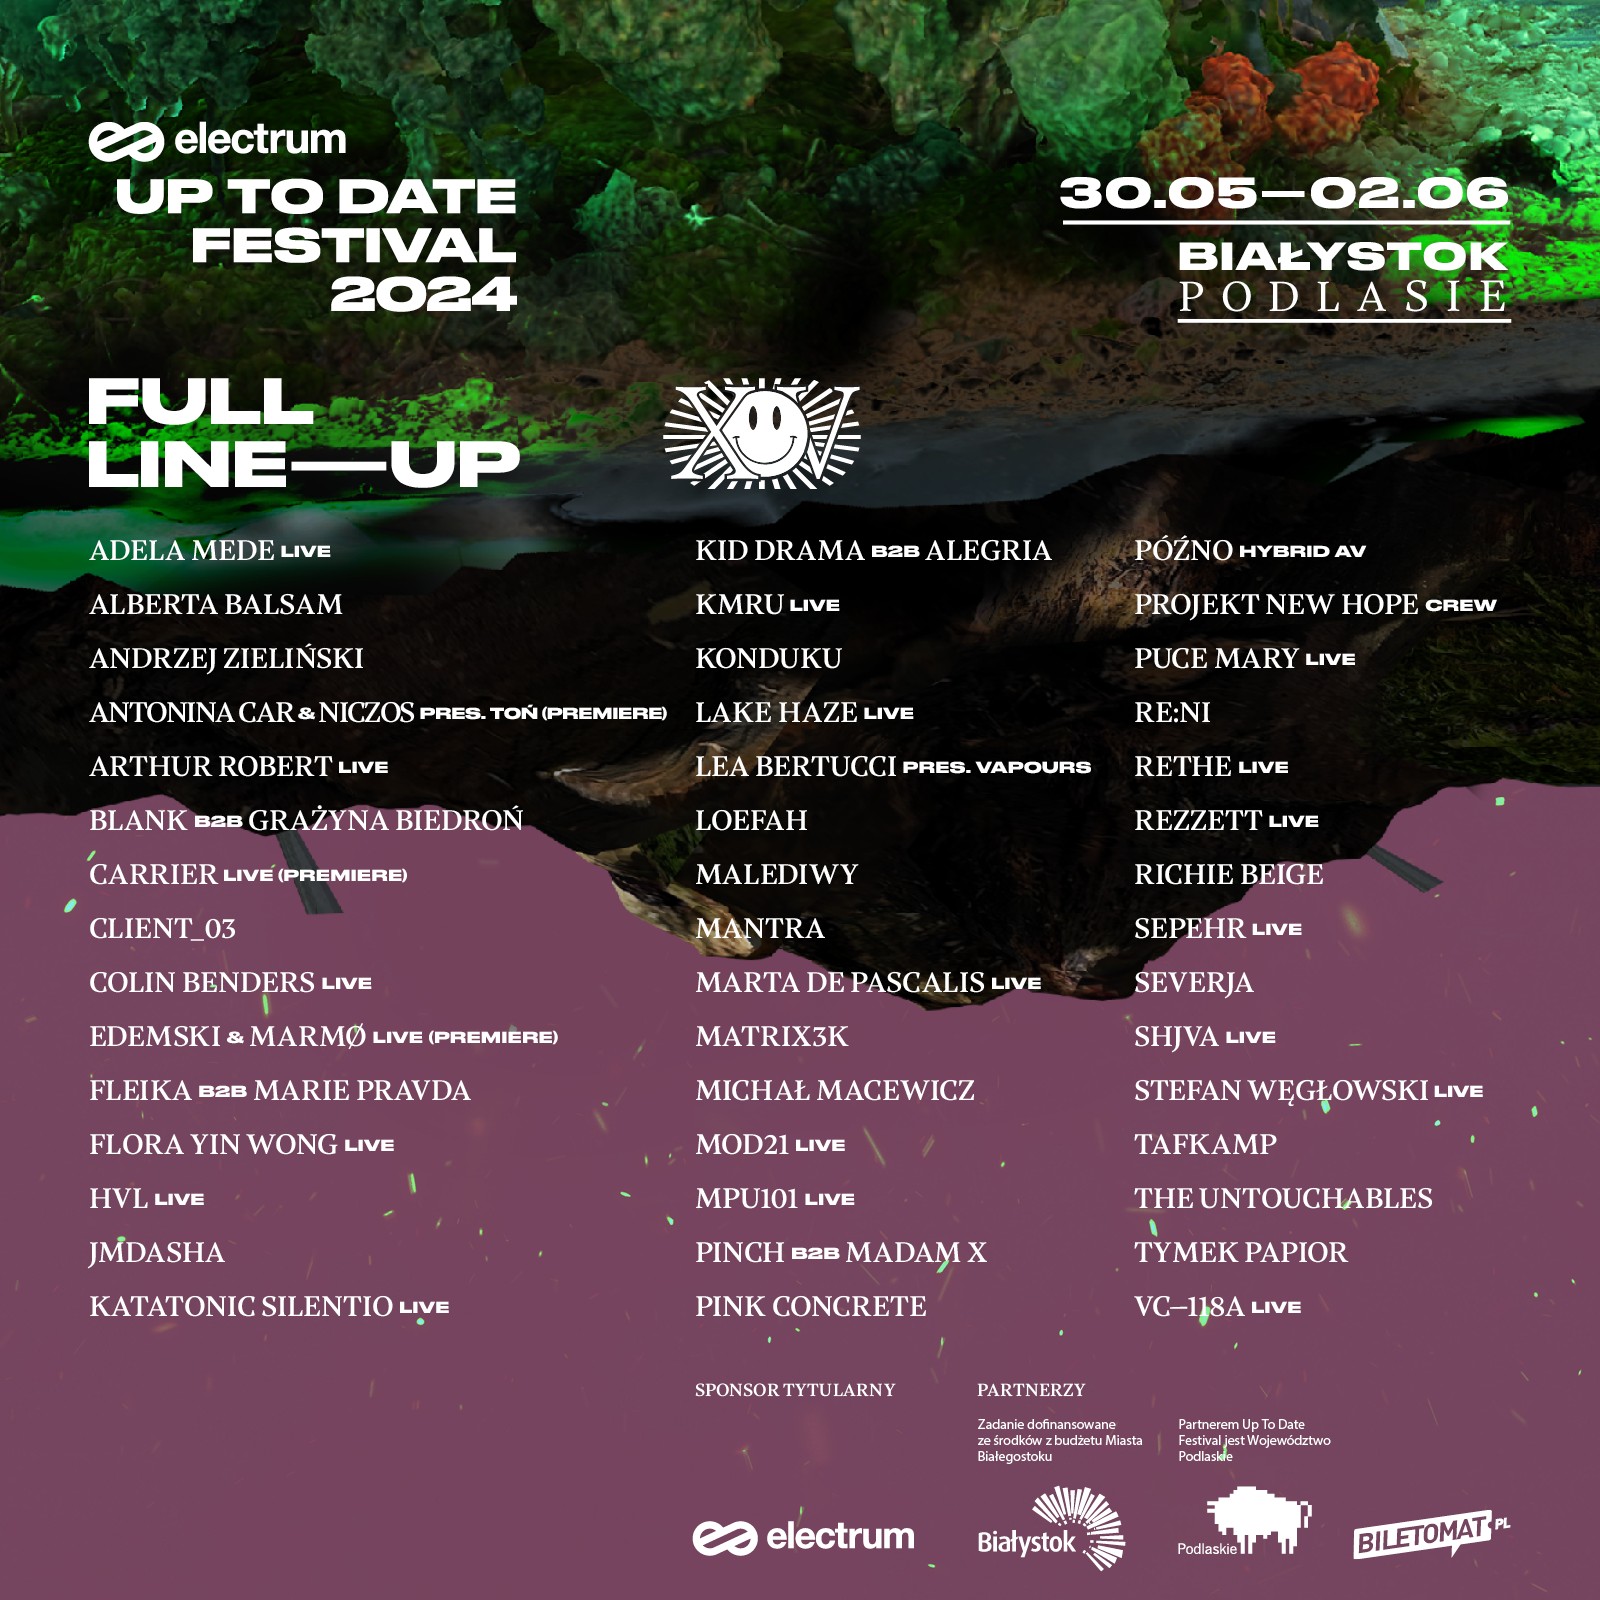 electrum
UP TO DATE
FESTIVAL
2024
30.05—02.06
BIAŁYSTOK
PODLASIE
FULL
LINE—UP
XV
ADELA MEDE LIVE
ALBERTA BALSAM
ANDRZEJ ZIELIŃSKI
ANTONINA CAR & NICZOS PRES. TOŃ (PREMIERE)
ARTHUR ROBERT LIVE
BLANK B2B GRAŻYNA BIEDROŃ
CARRIER LIVE (PREMIERE)
CLIENT_03
COLIN BENDERS LIVE
EDEMSKI & MARMØ LIVE (PREMIERE)
FLEIKA B2B MARIE PRAVDA
FLORA YIN WONG LIVE
HVL LIVE
JMDASHA
KATATONIC SILENTIO LIVE
KID DRAMA B2B ALEGRIA
KMRU LIVE
KONDUKU
LAKE HAZE LIVE
LEA BERTUCCI PRES. VAPOURS
LOEFAH
MALEDIWY
MANTRA
MARTA DE PASCALIS LIVE
MATRIX3K
MICHAŁ MACEWICZ
MOD21 LIVE
MPU101 LIVE
PINCH B2B MADAM X
PINK CONCRETE
PÓŹNO HYBRID AV
PROJEKT NEW HOPE CREW
PUCE MARY LIVE
RE:NI
RETHE LIVE
REZZETT LIVE
RICHIE BEIGE
SEPEHR LIVE
SEVERJA
SHJVA LIVE
STEFAN WĘGŁOWSKI LIVE
TAFKAMP
THE UNTOUCHABLES
TYMEK PAPIOR
VC–118A LIVE
SPONSOR TYTULARNY
electrum
PARTNERZY
Zadanie dofinansowane
ze środków z budżetu Miasta
Białegostoku
Białystok
Partnerem Up To Date
Festival jest Województwo
Podlaskie
Podlaskie
BILETOMAT.PL